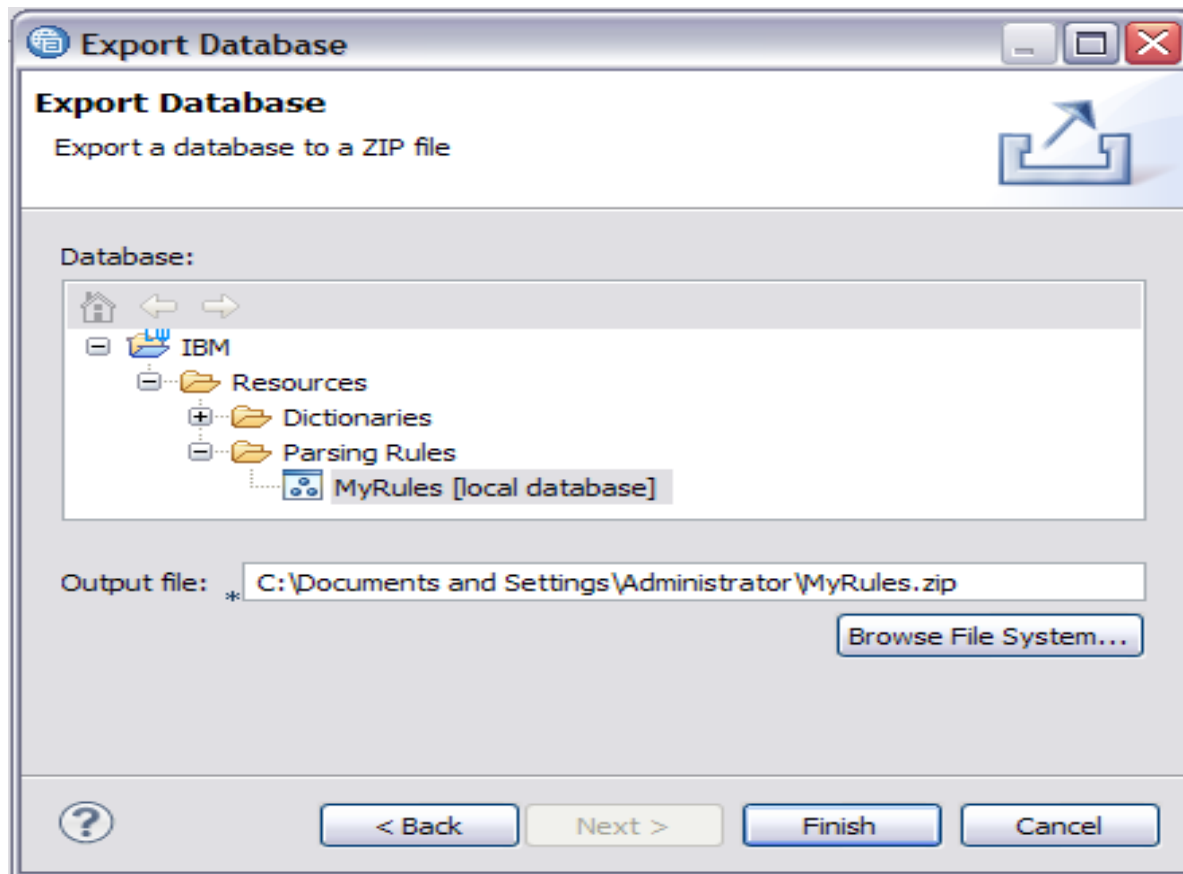 Export Database
Export Database
Export a database to a ZIP file
Database:
IBM
Resources
Dictionaries
Parsing Rules
MyRules [local database]
Output file: * C:\Documents and Settings\Administrator\MyRules.zip
Browse File System...
? < Back Next > Finish Cancel